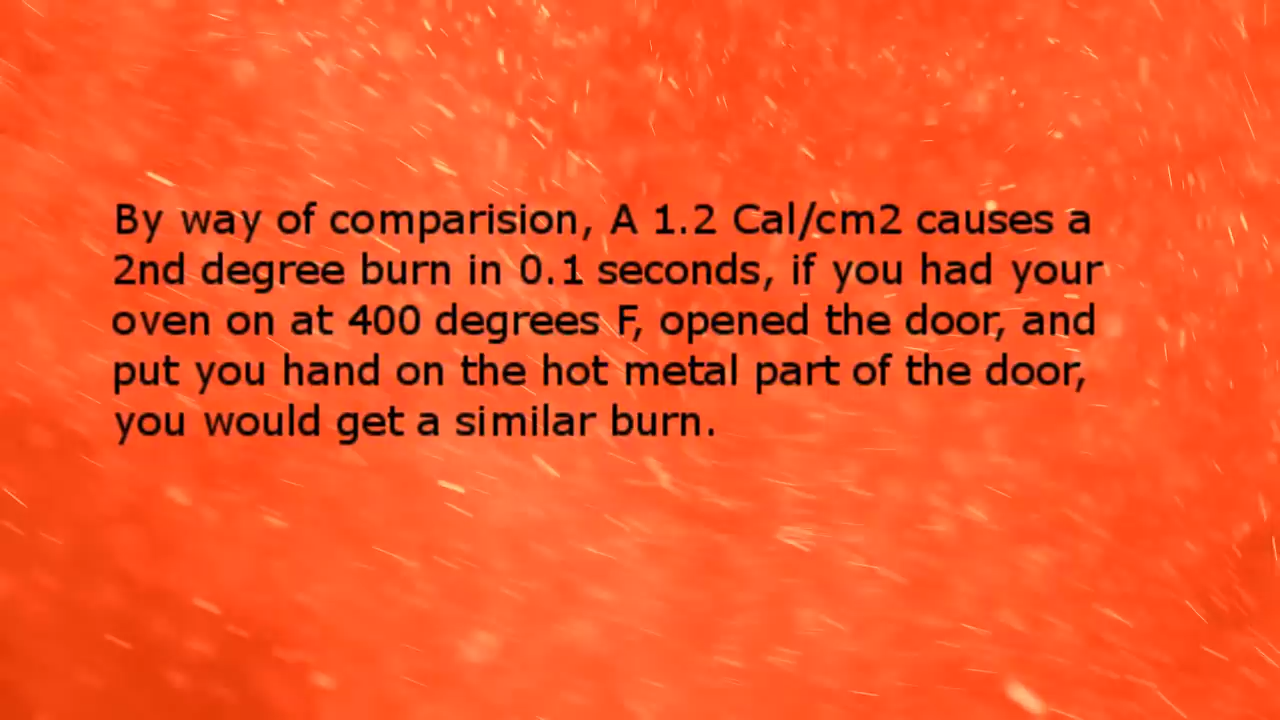 By way of comparision, A 1.2 Cal/cm2 causes a
2nd degree burn in 0.1 seconds, if you had your
oven on at 400 degrees F, opened the door, and
put you hand on the hot metal part of the door,
you would get a similar burn.